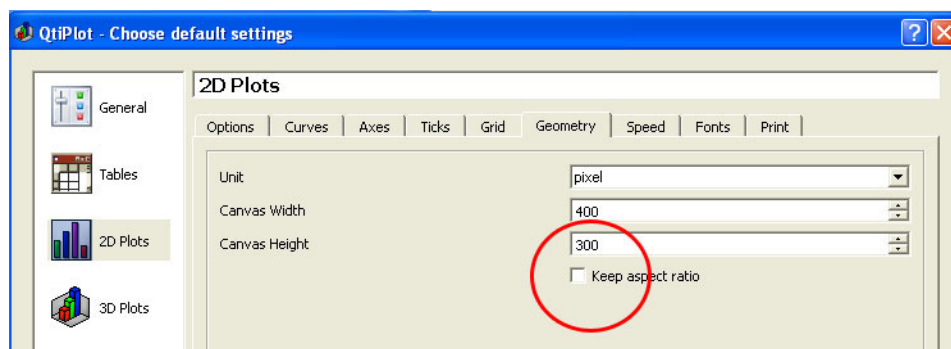 QtiPlot - Choose default settings
2D Plots
General
Options Curves Axes Ticks Grid Geometry Speed Fonts Print
Tables
Unit pixel
Canvas Width 400
2D Plots
Canvas Height 300
Keep aspect ratio
3D Plots